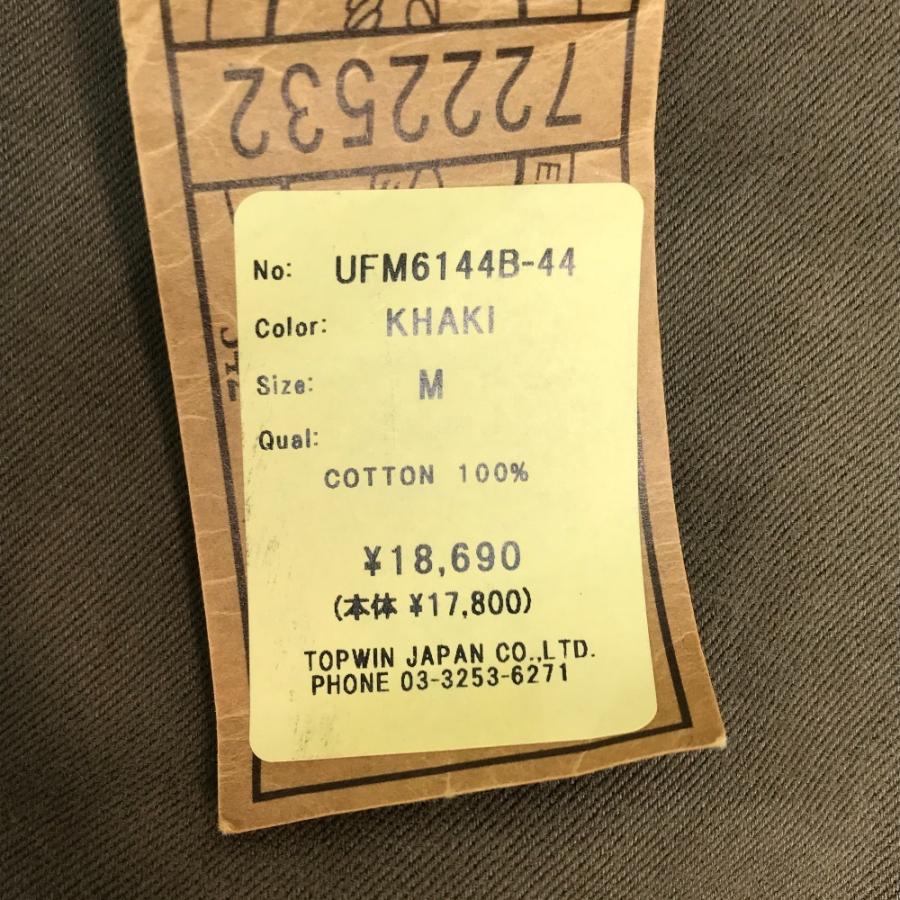 7222532
No: UFM6144B-44
Color: KHAKI
Size: M
Qual:
COTTON 100%
¥18,690
(本体 ¥17,800)
TOPWIN JAPAN CO.,LTD.
PHONE 03-3253-6271